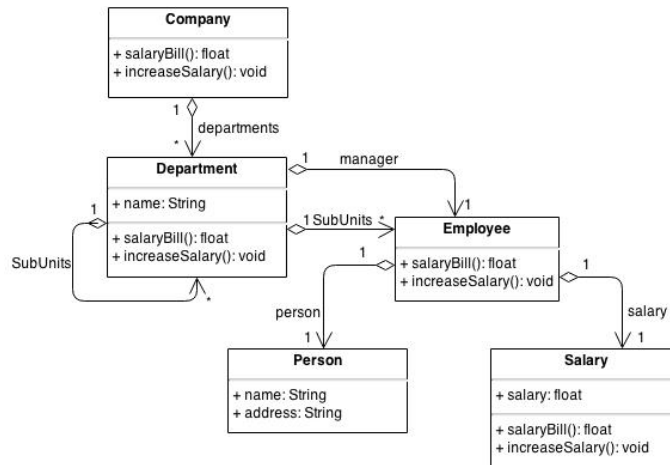 Company
+ salaryBill(): float
+ increaseSalary(): void
1
departments
*
Department
+ name: String
+ salaryBill(): float
+ increaseSalary(): void
1
manager
1
1 SubUnits *
1
SubUnits
*
Employee
+ salaryBill(): float
+ increaseSalary(): void
1
person
1
1
salary
1
Person
+ name: String
+ address: String
Salary
+ salary: float
+ salaryBill(): float
+ increaseSalary(): void